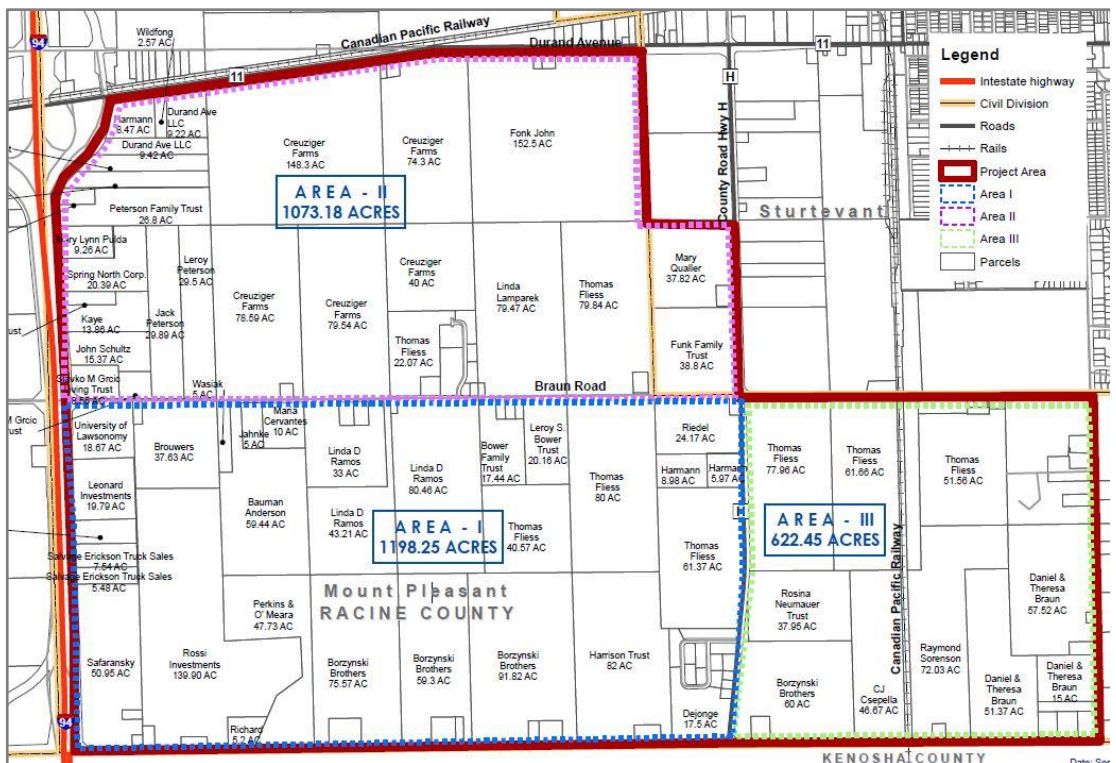 94
Wildfong
2.57 AC
Canadian Pacific Railway
11
Durand Avenue
11
H
County Road Hwy H
Legend
Intestate highway
Civil Division
Roads
Rails
Project Area
Area I
Area II
Area III
Parcels
Harmann
8.47 AC
Durand Ave
LLC
9.22 AC
Durand Ave LLC
9.42 AC
Creuziger
Farms
148.3 AC
Creuziger
Farms
74.3 AC
Fonk John
152.5 AC
AREA - II
1073.18 ACRES
Peterson Family Trust
26.8 AC
Sturtevant
Mary Lynn Pulda
9.26 AC
Spring North Corp.
20.39 AC
Leroy
Peterson
29.5 AC
Creuziger
Farms
78.59 AC
Creuziger
Farms
79.54 AC
Creuziger
Farms
40 AC
Linda
Lamparek
79.47 AC
Thomas
Fliess
79.84 AC
Mary
Qualler
37.82 AC
Kaye
13.86 AC
Jack
Peterson
29.89 AC
John Schultz
15.37 AC
Thomas
Fliess
22.07 AC
Funk Family
Trust
38.8 AC
Slavko M Grcic
Living Trust
Wasiak
5 AC
Braun Road
M Grcic
University of
Lawsonomy
18.67 AC
Brouwers
37.63 AC
Jahnke
5 AC
Maria
Cervantes
10 AC
Linda D
Ramos
33 AC
Linda D
Ramos
80.46 AC
Bower
Family
Trust
17.44 AC
Leroy S.
Bower
Trust
20.16 AC
Thomas
Fliess
80 AC
Riedel
24.17 AC
Harmann
8.98 AC
Harmann
5.97 AC
Thomas
Fliess
77.96 AC
Thomas
Fliess
61.66 AC
Thomas
Fliess
51.56 AC
Leonard
Investments
19.79 AC
Bauman
Anderson
59.44 AC
Linda D
Ramos
43.21 AC
AREA - I
1198.25 ACRES
Thomas
Fliess
40.57 AC
H
AREA - III
622.45 ACRES
Salvage Erickson Truck Sales
7.54 AC
Salvage Erickson Truck Sales
5.48 AC
Thomas
Fliess
61.37 AC
Canadian Pacific Railway
Mount Pleasant
RACINE COUNTY
Perkins &
O' Meara
47.73 AC
Rosina
Neumauer
Trust
37.95 AC
Daniel &
Theresa
Braun
57.52 AC
Safaransky
50.95 AC
Rossi
Investments
139.90 AC
Borzynski
Brothers
75.57 AC
Borzynski
Brothers
59.3 AC
Borzynski
Brothers
91.82 AC
Harrison Trust
82 AC
Raymond
Sorenson
72.03 AC
Borzynski
Brothers
60 AC
CJ
Csepella
46.67 AC
Daniel &
Theresa
Braun
51.37 AC
Daniel &
Theresa
Braun
15 AC
Dejonge
17.5 AC
Richard
5.2 AC
94
KENOSHA COUNTY